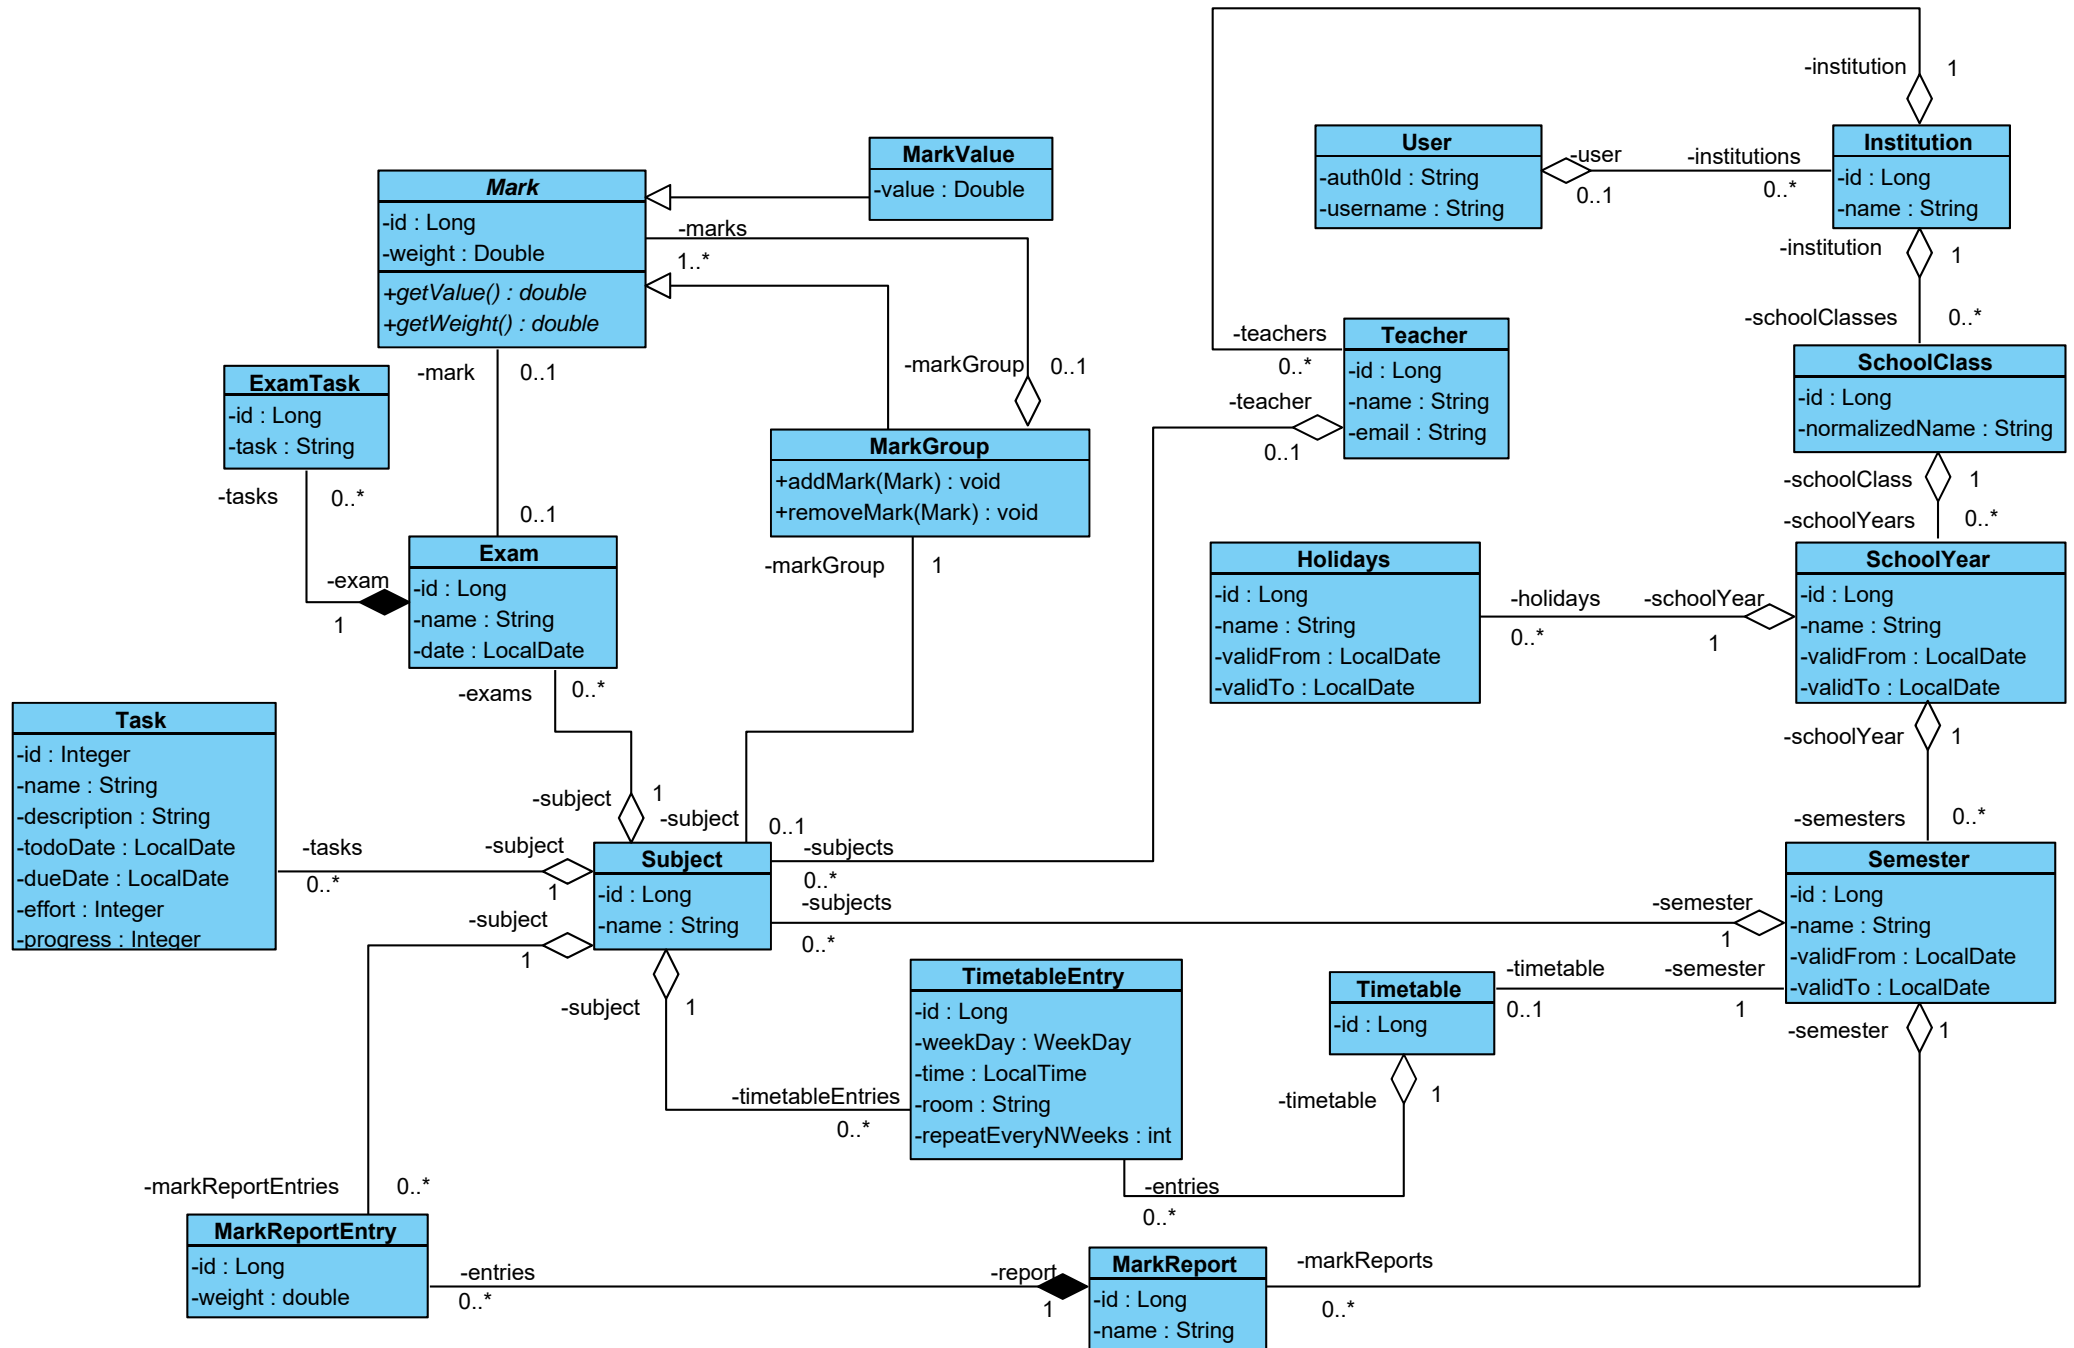 -institution 1
User
-auth0Id : String
-username : String
-user
0..1
-institutions
0..*
Institution
-id : Long
-name : String
-institution 1
MarkValue
-value : Double
Mark
-id : Long
-weight : Double
+getValue() : double
+getWeight() : double
-marks
1..*
-schoolClasses 0..*
-teachers
0..*
Teacher
-id : Long
-name : String
-email : String
-teacher
0..1
SchoolClass
-id : Long
-normalizedName : String
-schoolClass 1
-schoolYears 0..*
-mark 0..1
-markGroup 0..1
ExamTask
-id : Long
-task : String
-tasks 0..*
MarkGroup
+addMark(Mark) : void
+removeMark(Mark) : void
-markGroup 1
0..1
Exam
-id : Long
-name : String
-date : LocalDate
-exam
1
-exams 0..*
Holidays
-id : Long
-name : String
-validFrom : LocalDate
-validTo : LocalDate
-holidays
0..*
-schoolYear
1
SchoolYear
-id : Long
-name : String
-validFrom : LocalDate
-validTo : LocalDate
-schoolYear 1
-semesters 0..*
Task
-id : Integer
-name : String
-description : String
-todoDate : LocalDate
-dueDate : LocalDate
-effort : Integer
-progress : Integer
-tasks
0..*
-subject
1
-subject 1
-subject 0..1
Subject
-id : Long
-name : String
-subjects
0..*
-subjects
0..*
-semester
1
Semester
-id : Long
-name : String
-validFrom : LocalDate
-validTo : LocalDate
-subject
1
-subject 1
TimetableEntry
-id : Long
-weekDay : WeekDay
-time : LocalTime
-room : String
-repeatEveryNWeeks : int
-timetableEntries
0..*
Timetable
-id : Long
-timetable
0..1
-semester
1
-semester 1
-timetable 1
-entries
0..*
-markReportEntries 0..*
MarkReportEntry
-id : Long
-weight : double
-entries
0..*
-report
1
MarkReport
-id : Long
-name : String
-markReports
0..*